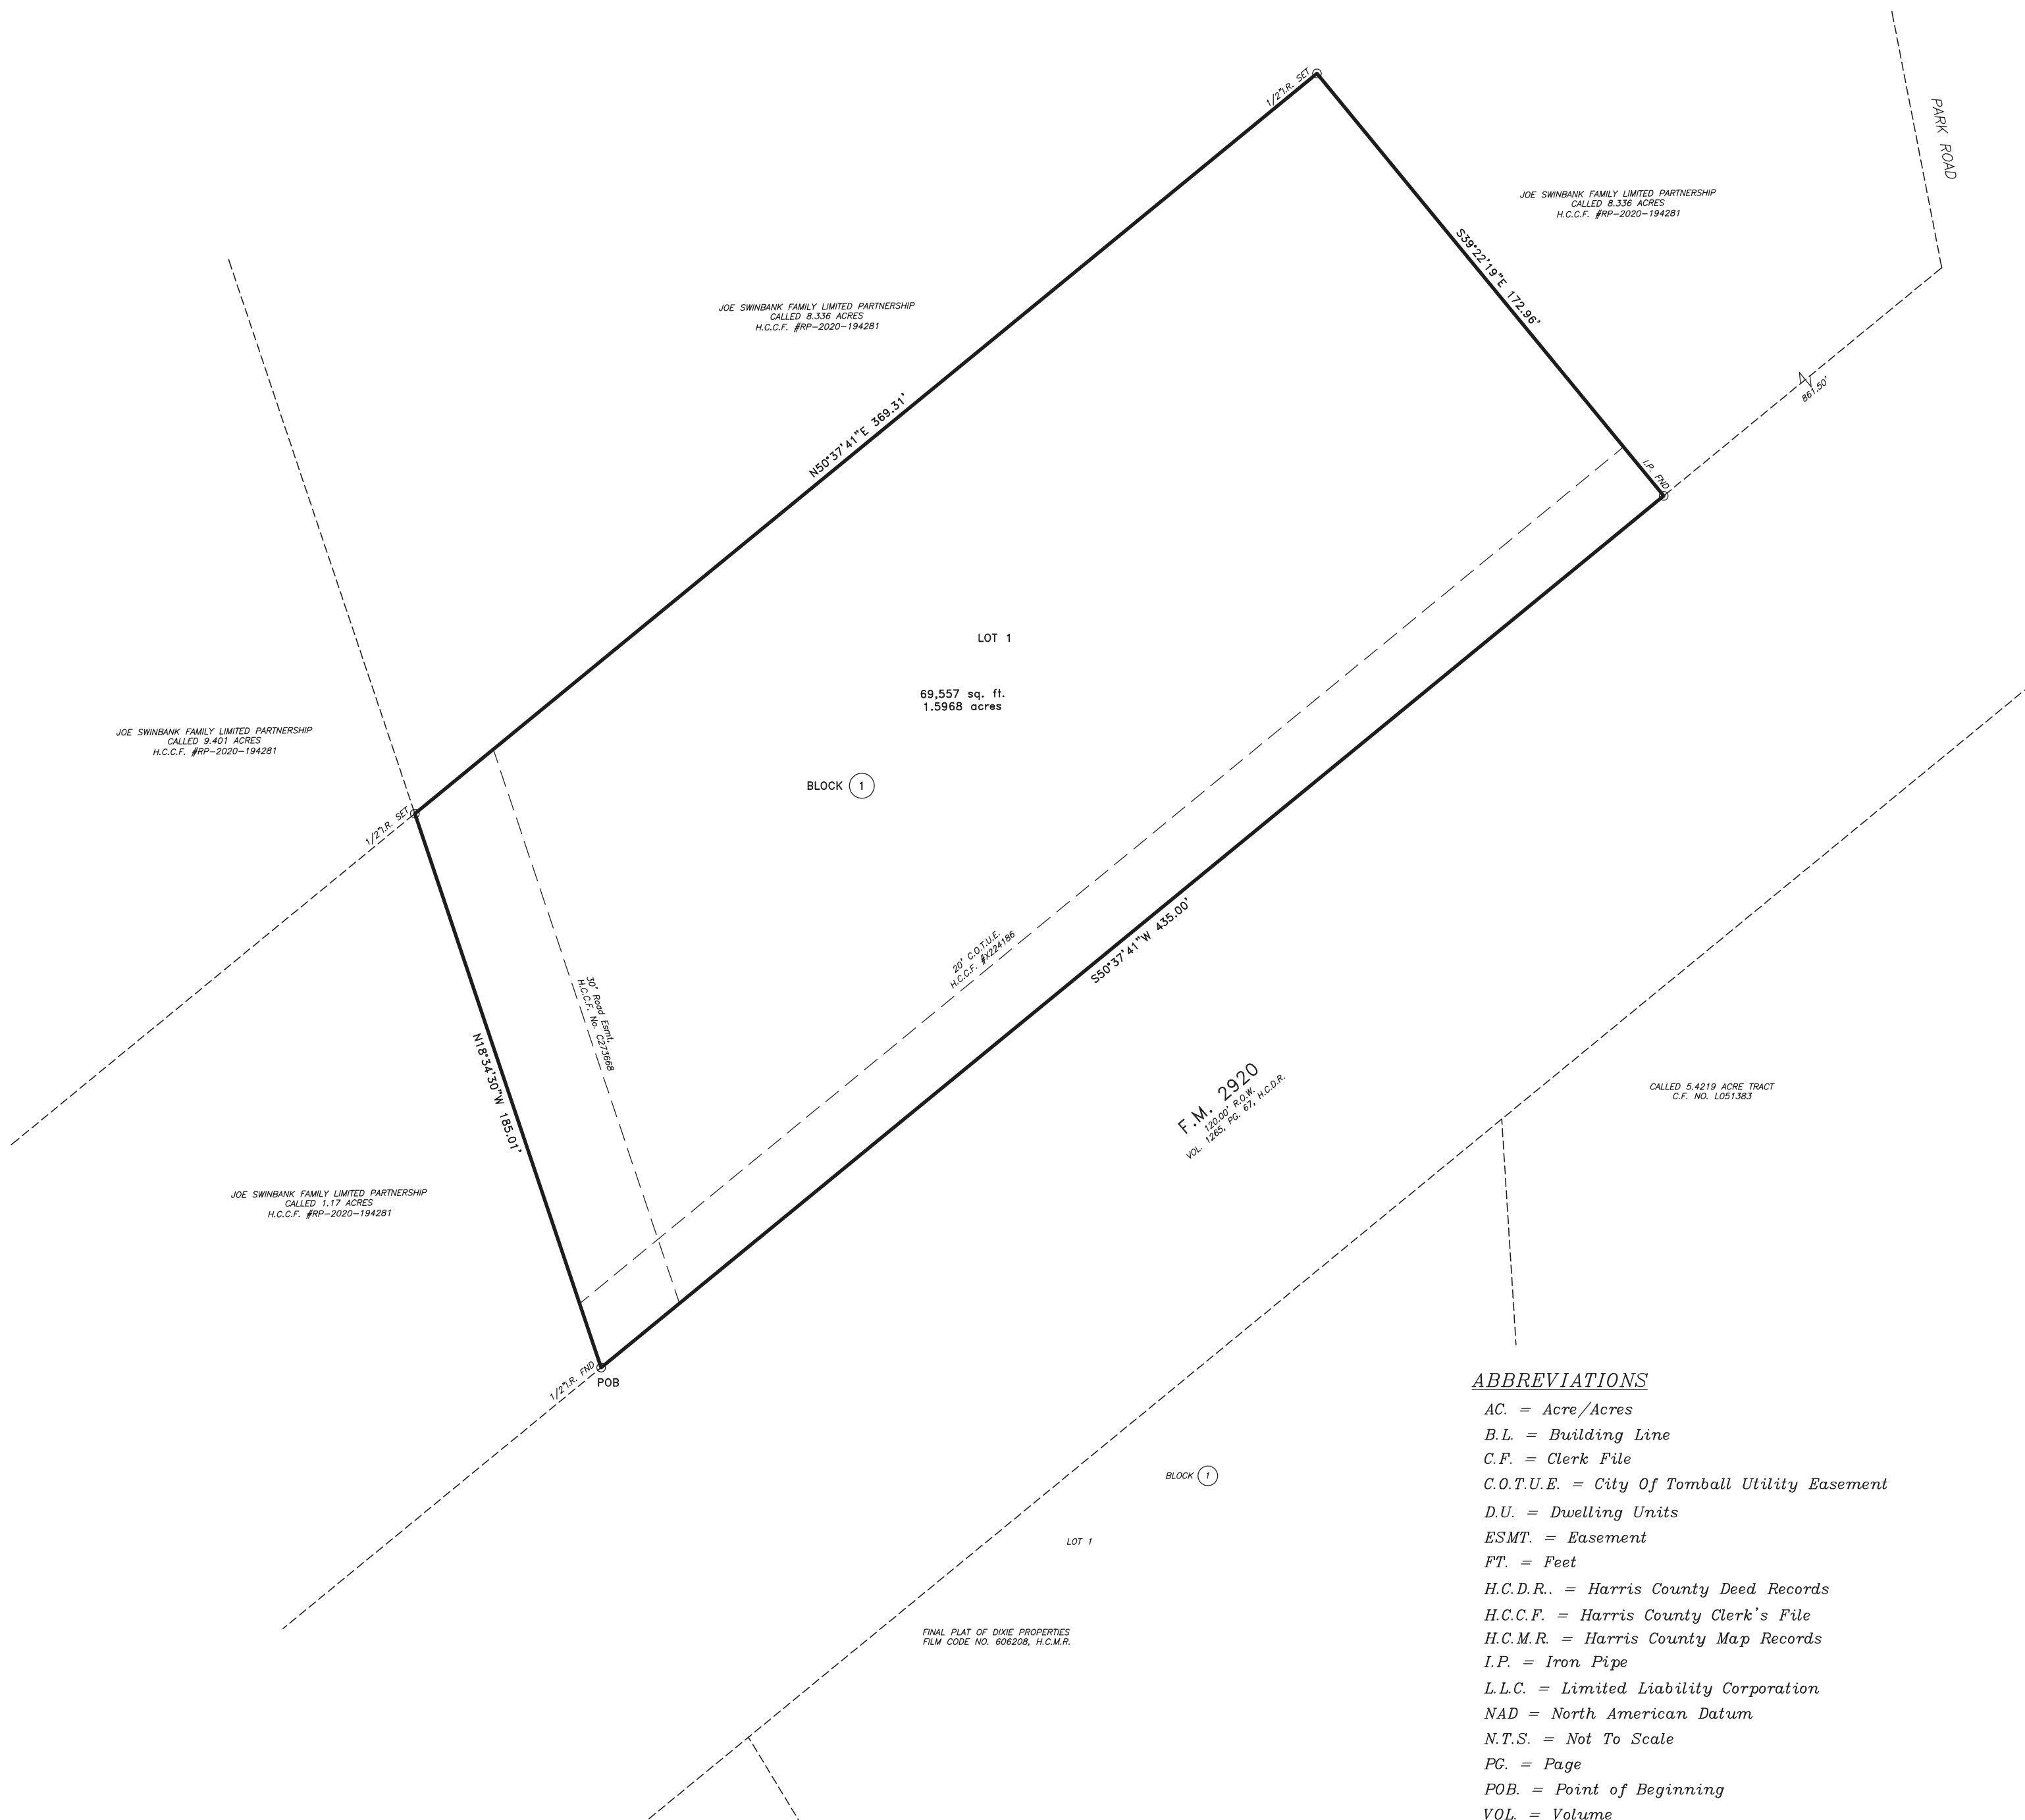 1/2"I.R. SET
PARK ROAD
JOE SWINBANK FAMILY LIMITED PARTNERSHIP
CALLED 8.336 ACRES
H.C.C.F. #RP-2020-194281
S39°22'19"E 172.96'
JOE SWINBANK FAMILY LIMITED PARTNERSHIP
CALLED 8.336 ACRES
H.C.C.F. #RP-2020-194281
861.50'
N50°37'41"E 369.31'
I.P. FND
LOT 1
69,557 sq. ft.
1.5968 acres
JOE SWINBANK FAMILY LIMITED PARTNERSHIP
CALLED 9.401 ACRES
H.C.C.F. #RP-2020-194281
BLOCK 1
1/2"I.R. SET
20' C.O.T.U.E.
H.C.C.F. #X224186
S50°37'41"W 435.00'
30' Road Esmt.
H.C.C.F. No. C273668
N18°34'30"W 185.01'
F.M. 2920
120.00' R.O.W.
VOL. 1265, PG. 67, H.C.D.R.
CALLED 5.4219 ACRE TRACT
C.F. NO. L051383
JOE SWINBANK FAMILY LIMITED PARTNERSHIP
CALLED 1.17 ACRES
H.C.C.F. #RP-2020-194281
1/2"I.R. FND
POB
BLOCK 1
LOT 1
FINAL PLAT OF DIXIE PROPERTIES
FILM CODE NO. 606208, H.C.M.R.
ABBREVIATIONS
AC. = Acre/Acres
B.L. = Building Line
C.F. = Clerk File
C.O.T.U.E. = City Of Tomball Utility Easement
D.U. = Dwelling Units
ESMT. = Easement
FT. = Feet
H.C.D.R.. = Harris County Deed Records
H.C.C.F. = Harris County Clerk's File
H.C.M.R. = Harris County Map Records
I.P. = Iron Pipe
L.L.C. = Limited Liability Corporation
NAD = North American Datum
N.T.S. = Not To Scale
PG. = Page
POB. = Point of Beginning
VOL. = Volume